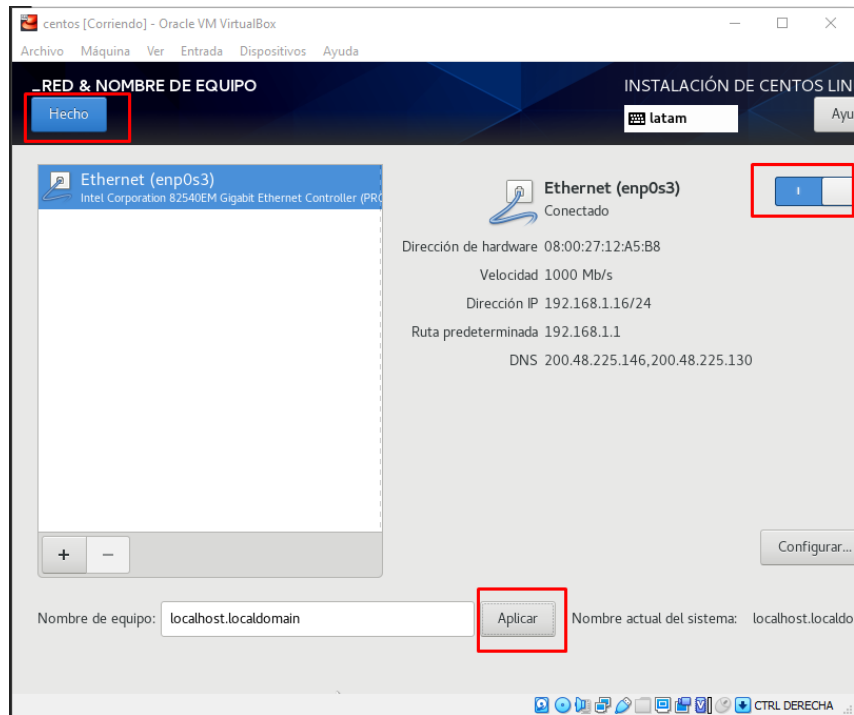 centos [Corriendo] - Oracle VM VirtualBox
Archivo Máquina Ver Entrada Dispositivos Ayuda
RED & NOMBRE DE EQUIPO
INSTALACIÓN DE CENTOS LIN
Hecho
latam
Ayu
Ethernet (enp0s3)
Intel Corporation 82540EM Gigabit Ethernet Controller (PRO
Ethernet (enp0s3)
Conectado
Dirección de hardware 08:00:27:12:A5:B8
Velocidad 1000 Mb/s
Dirección IP 192.168.1.16/24
Ruta predeterminada 192.168.1.1
DNS 200.48.225.146,200.48.225.130
+ −
Configurar...
Nombre de equipo: localhost.localdomain Aplicar Nombre actual del sistema: localhost.localdo
CTRL DERECHA